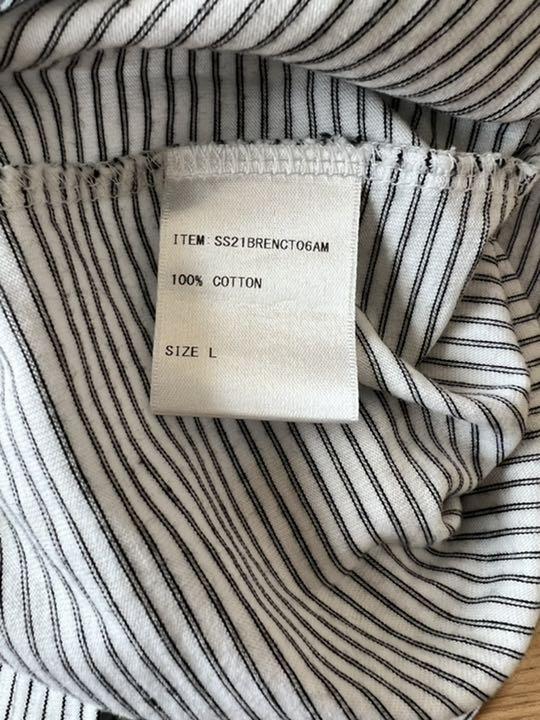 ITEM: SS21BRENCT06AM
100% COTTON
SIZE L